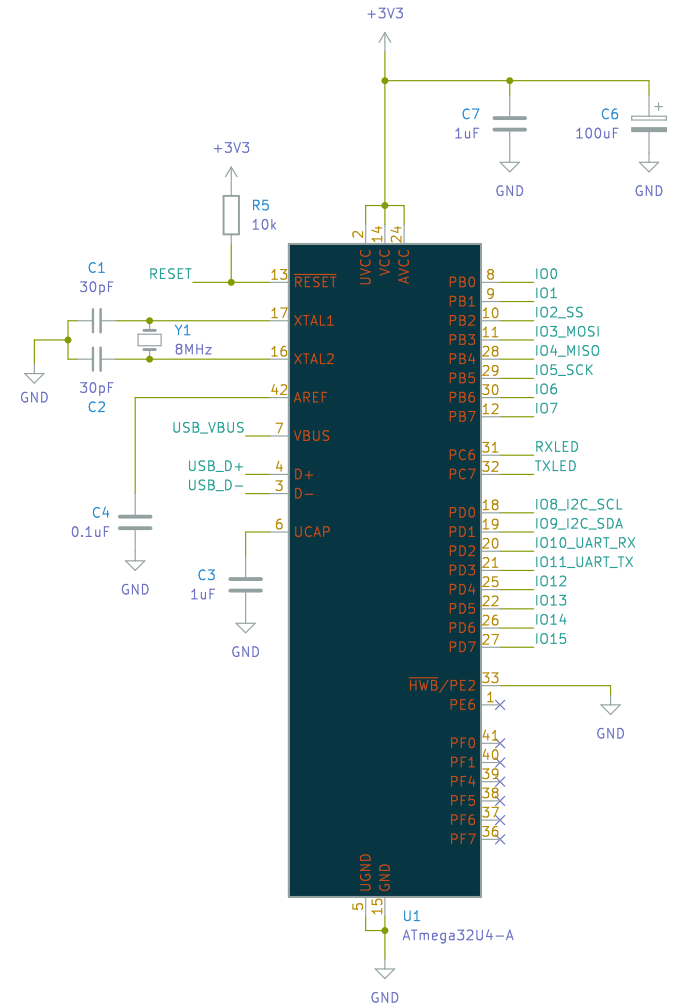 +3V3
C7
1uF
C6
100uF
+
GND
GND
+3V3
R5
10k
2
14
24
UVCC
VCC
AVCC
RESET
13
RESET
C1
30pF
17
XTAL1
Y1
8MHz
16
XTAL2
30pF
C2
GND
42
AREF
USB_VBUS
7
VBUS
USB_D+
4
D+
USB_D-
3
D-
C4
0.1uF
GND
6
UCAP
C3
1uF
GND
PB0 8 IO0
PB1 9 IO1
PB2 10 IO2_SS
PB3 11 IO3_MOSI
PB4 28 IO4_MISO
PB5 29 IO5_SCK
PB6 30 IO6
PB7 12 IO7
PC6 31 RXLED
PC7 32 TXLED
PD0 18 IO8_I2C_SCL
PD1 19 IO9_I2C_SDA
PD2 20 IO10_UART_RX
PD3 21 IO11_UART_TX
PD4 25 IO12
PD5 22 IO13
PD6 26 IO14
PD7 27 IO15
HWB/PE2 33
GND
PE6 1
PF0 41
PF1 40
PF4 39
PF5 38
PF6 37
PF7 36
UGND
GND
5
15
U1
ATmega32U4-A
GND